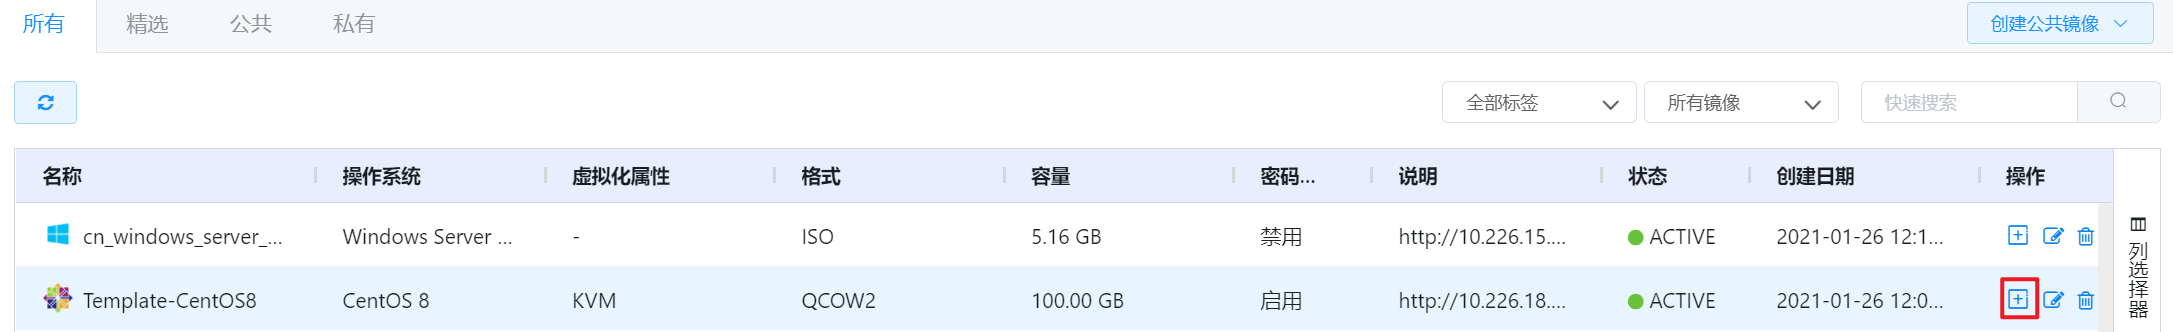 所有 精选 公共 私有 创建公共镜像
全部标签 所有镜像 快速搜索
名称 操作系统 虚拟化属性 格式 容量 密码... 说明 状态 创建日期 操作
cn_windows_server_... Windows Server ... - ISO 5.16 GB 禁用 http://10.226.15.... ACTIVE 2021-01-26 12:1...
Template-CentOS8 CentOS 8 KVM QCOW2 100.00 GB 启用 http://10.226.18.... ACTIVE 2021-01-26 12:0...
列选择器